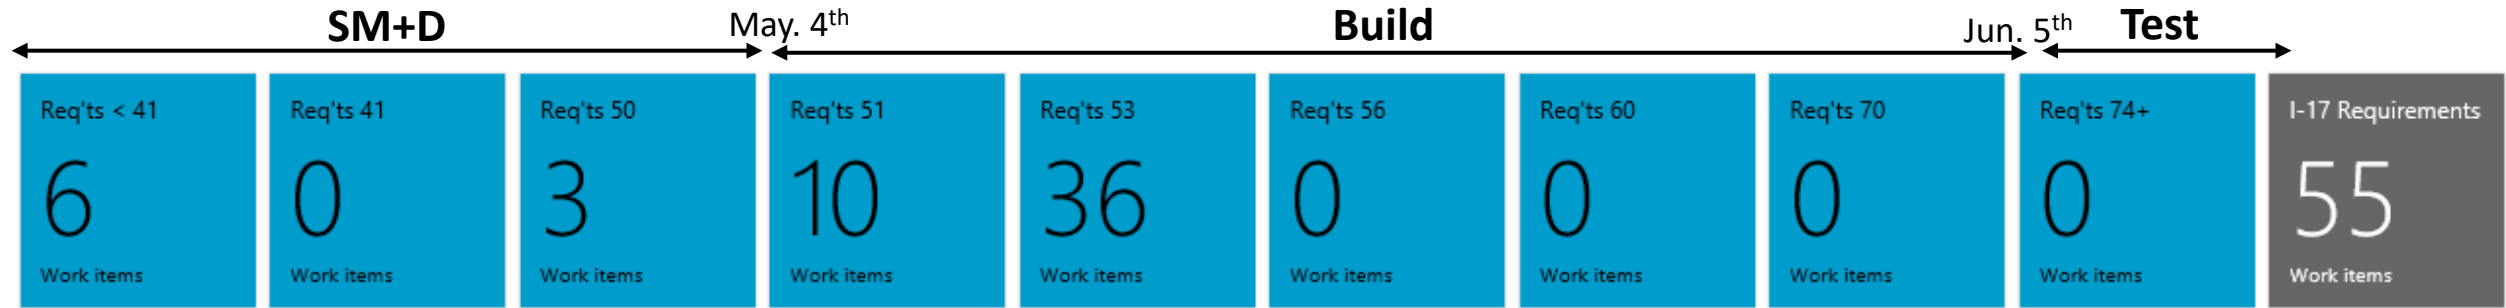 SM+D
May. 4th
Build
Jun. 5th
Test
Req'ts < 41
6
Work items
Req'ts 41
0
Work items
Req'ts 50
3
Work items
Req'ts 51
10
Work items
Req'ts 53
36
Work items
Req'ts 56
0
Work items
Req'ts 60
0
Work items
Req'ts 70
0
Work items
Req'ts 74+
0
Work items
I-17 Requirements
55
Work items